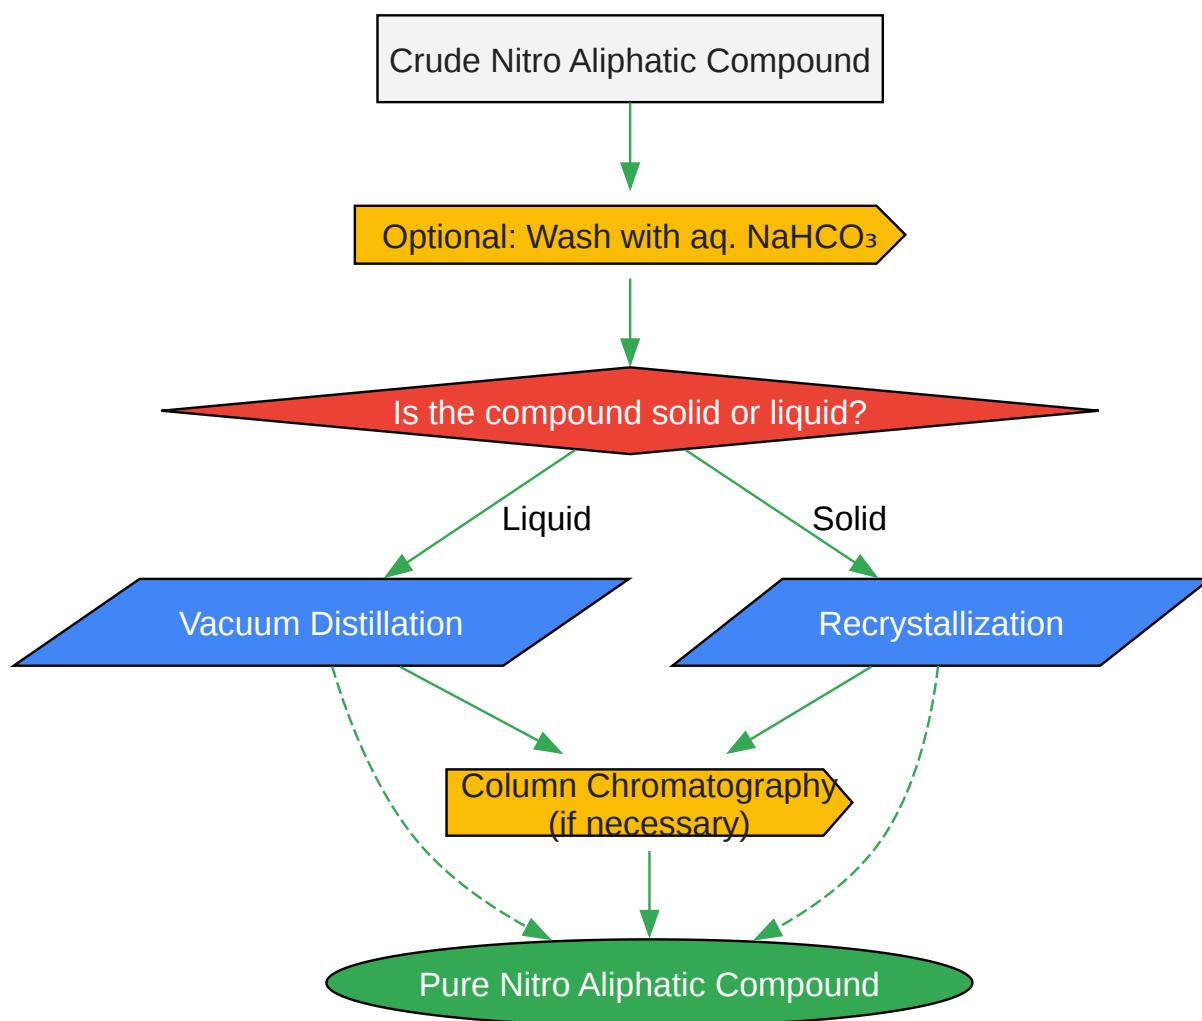 Crude Nitro Aliphatic Compound
Optional: Wash with aq. NaHCO₃
Is the compound solid or liquid?
Liquid
Solid
Vacuum Distillation
Recrystallization
Column Chromatography
(if necessary)
Pure Nitro Aliphatic Compound